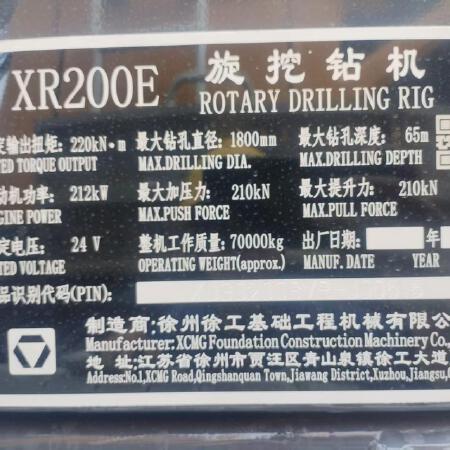 XR200E 旋挖钻机
ROTARY DRILLING RIG
定输出扭矩: 220kN·m 最大钻孔直径: 1800mm 最大钻孔深度: 65m
TED TORQUE OUTPUT MAX.DRILLING DIA. MAX.DRILLING DEPTH
动机功率: 212kW 最大加压力: 210kN 最大提升力: 210kN
GINE POWER MAX.PUSH FORCE MAX.PULL FORCE
定电压: 24 V 整机工作质量: 70000kg 出厂日期: 年
TED VOLTAGE OPERATING WEIGHT(approx.) MANUF. DATE YEAR
品识别代码(PIN):
制造商:徐州徐工基础工程机械有限公
Manufacturer:XCMG Foundation Construction Machinery Co.,
地 址:江苏省徐州市贾汪区青山泉镇徐工大道
Address:No.1,XCMG Road,Qingshanquan Town,Jiawang District,Xuzhou,Jiangsu,